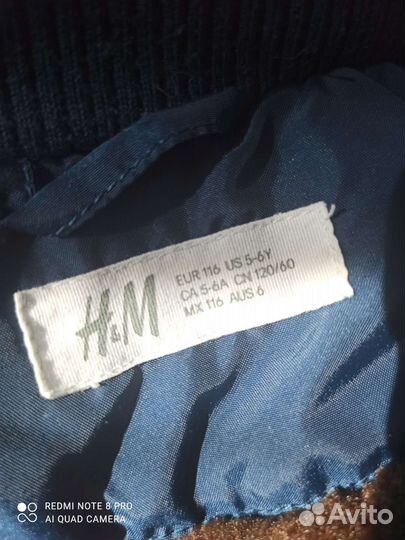 H&M
EUR 116 US 5-6Y
CA 5-6A CN 120/60
MX 116 AUS 6
REDMI NOTE 8 PRO
AI QUAD CAMERA
Avito